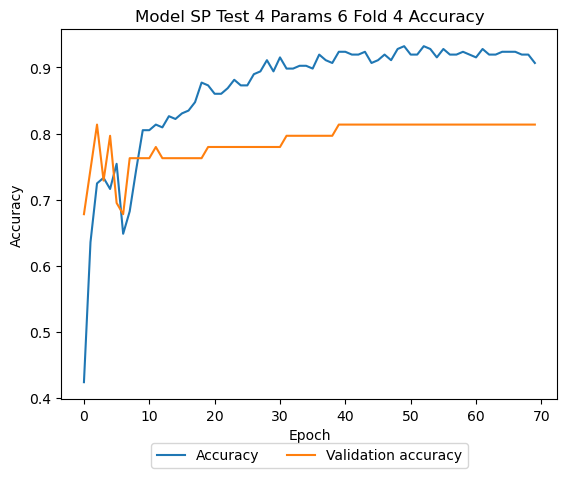 Model SP Test 4 Params 6 Fold 4 Accuracy
0.9
0.8
0.7
0.6
0.5
0.4
Accuracy
0 10 20 30 40 50 60 70
Epoch
Accuracy Validation accuracy